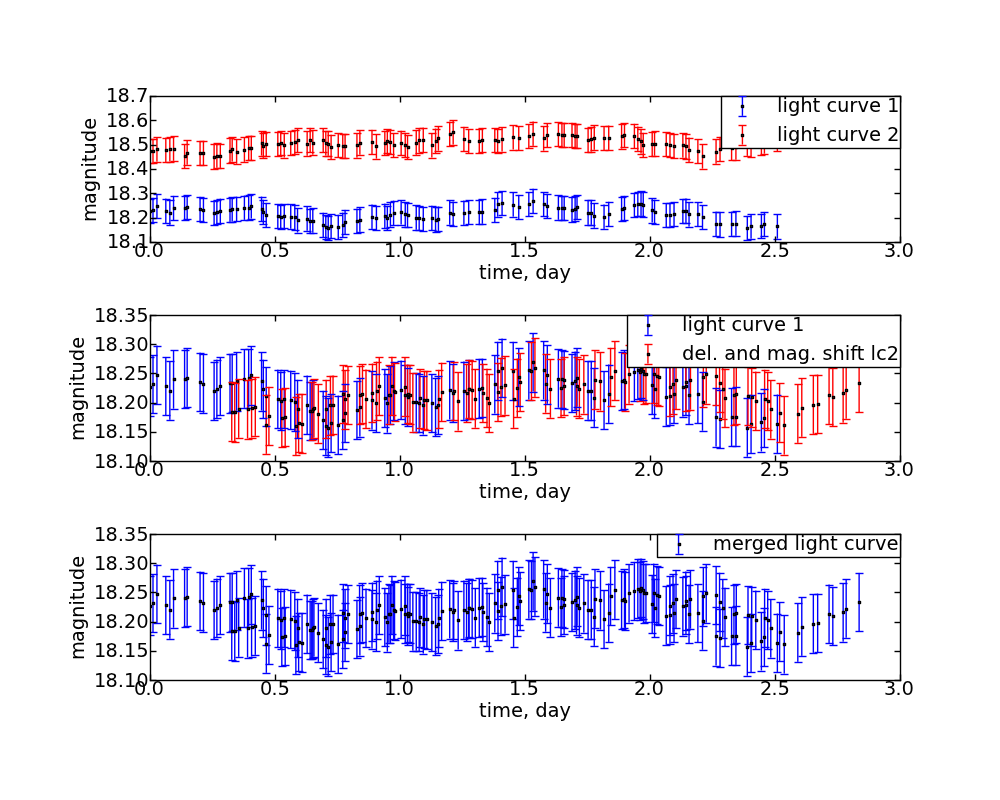 18.7
18.6
18.5
18.4
18.3
18.2
18.1
magnitude
light curve 1
light curve 2
0.0 0.5 1.0 1.5 2.0 2.5 3.0
time, day
18.35
18.30
18.25
18.20
18.15
18.10
magnitude
light curve 1
del. and mag. shift lc2
0.0 0.5 1.0 1.5 2.0 2.5 3.0
time, day
18.35
18.30
18.25
18.20
18.15
18.10
magnitude
merged light curve
0.0 0.5 1.0 1.5 2.0 2.5 3.0
time, day